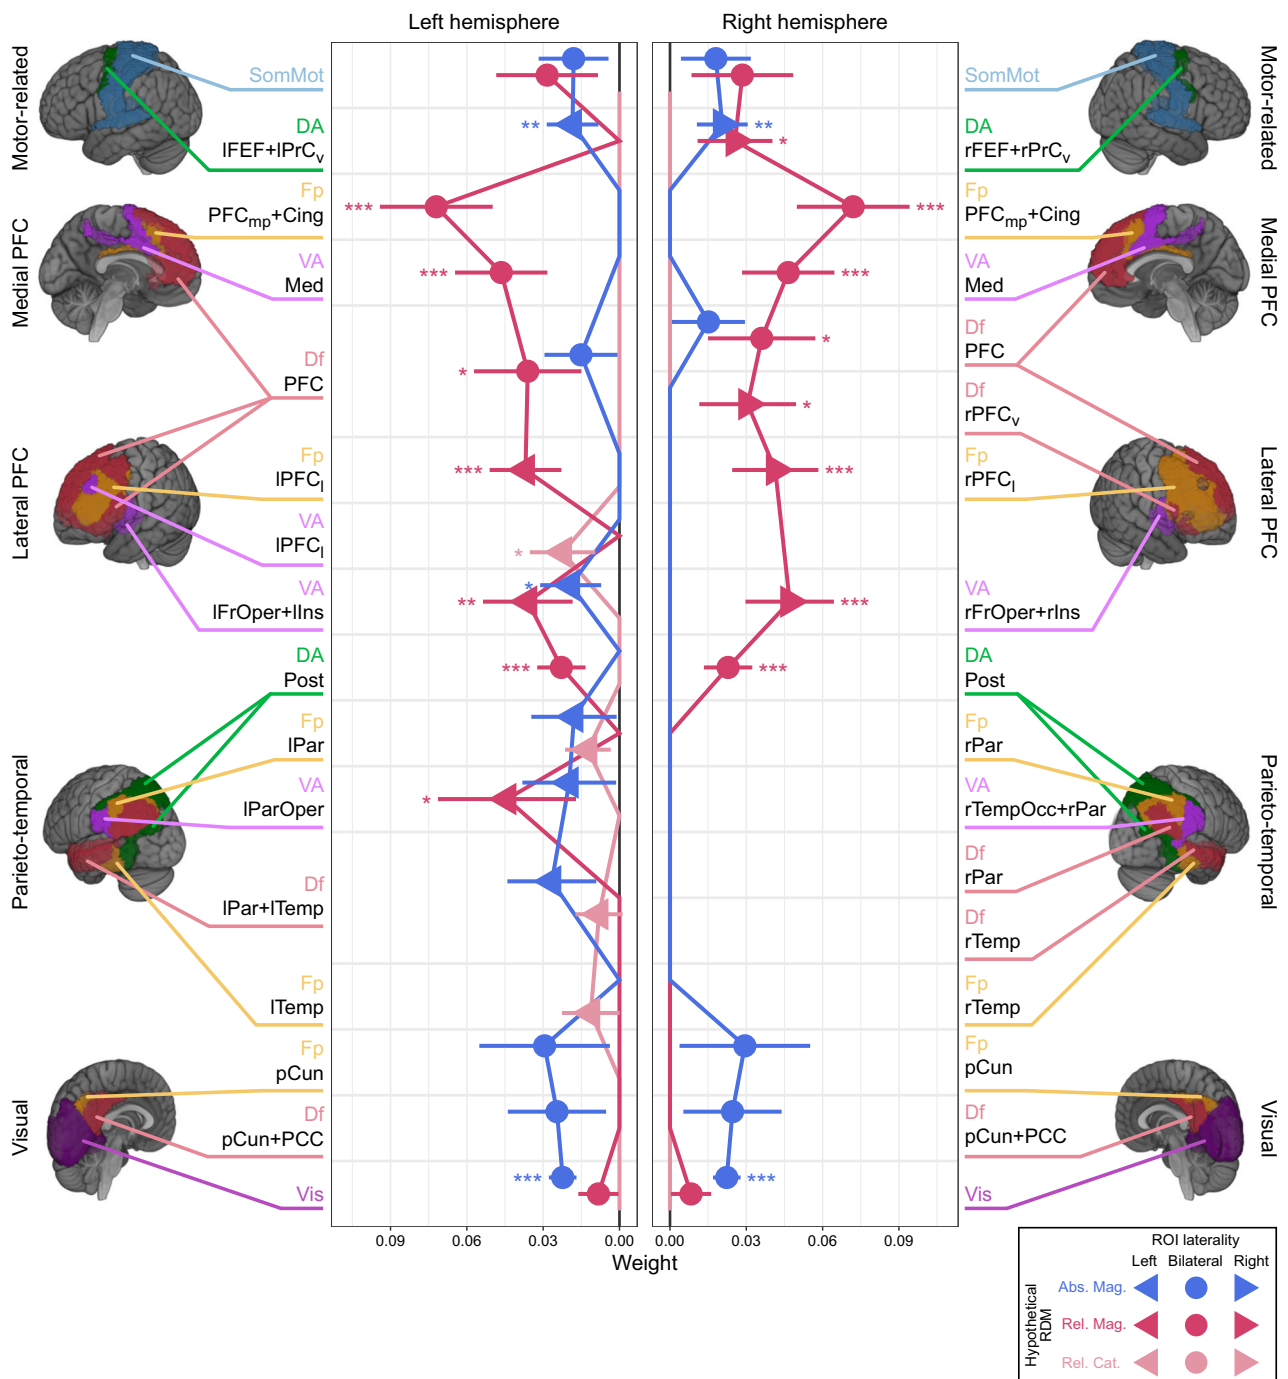 Left hemisphere
Right hemisphere
Motor-related
SomMot
DA
lFEF+lPrCv
Medial PFC
Fp
PFCmp+Cing
VA
Med
Df
PFC
Lateral PFC
Fp
lPFCl
VA
lPFCl
VA
lFrOper+lIns
Parieto-temporal
DA
Post
Fp
lPar
VA
lParOper
Df
lPar+lTemp
Fp
lTemp
Visual
Fp
pCun
Df
pCun+PCC
Vis
**
***
***
*
***
*
*
**
***
*
***
0.09 0.06 0.03 0.00
**
*
***
***
*
*
***
***
***
***
0.00 0.03 0.06 0.09
Weight
Motor-related
SomMot
DA
rFEF+rPrCv
Medial PFC
Fp
PFCmp+Cing
VA
Med
Df
PFC
Lateral PFC
Df
rPFCv
Fp
rPFCl
VA
rFrOper+rIns
Parieto-temporal
DA
Post
Fp
rPar
VA
rTempOcc+rPar
Df
rPar
Df
rTemp
Fp
rTemp
Visual
Fp
pCun
Df
pCun+PCC
Vis
ROI laterality
Left Bilateral Right
Hypothetical
RDM
Abs. Mag.
Rel. Mag.
Rel. Cat.